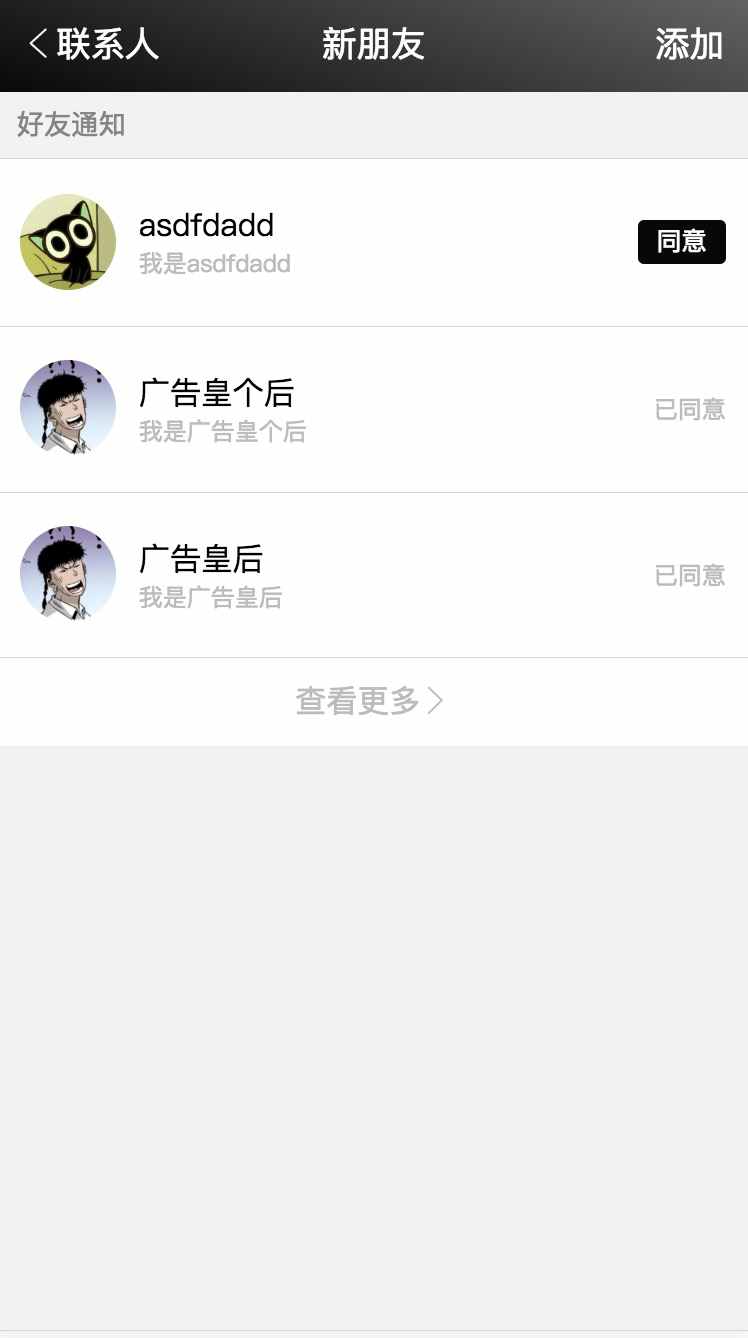 联系人 新朋友 添加
好友通知
asdfdadd
我是asdfdadd
同意
广告皇个后
我是广告皇个后
已同意
广告皇后
我是广告皇后
已同意
查看更多